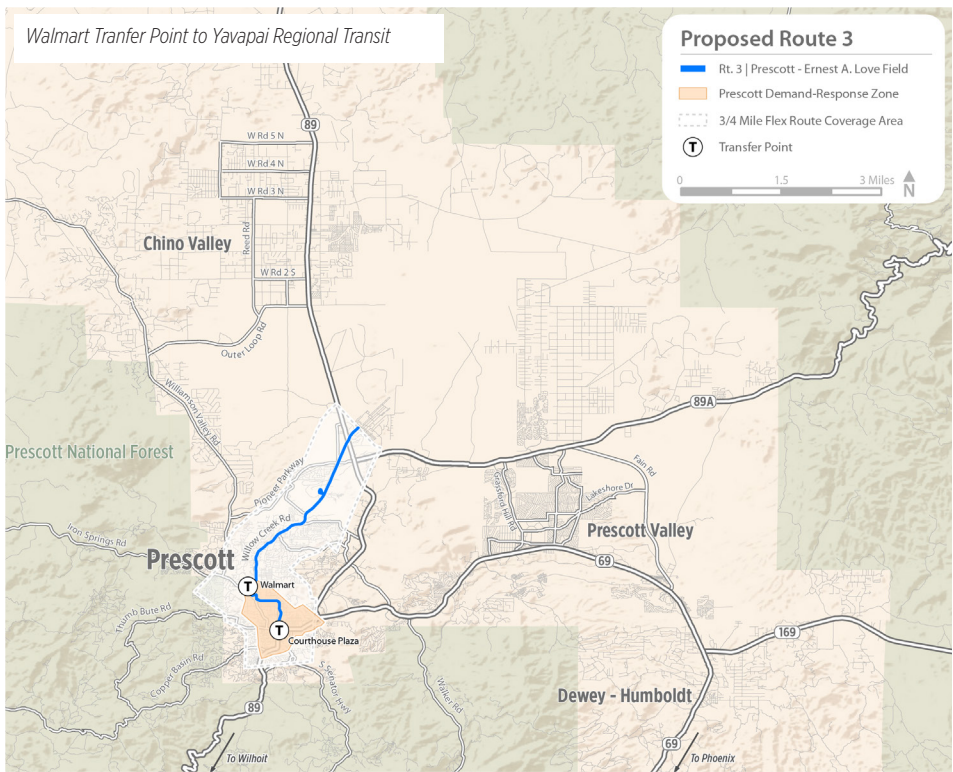 Walmart Tranfer Point to Yavapai Regional Transit
Proposed Route 3
Rt. 3 | Prescott - Ernest A. Love Field
Prescott Demand-Response Zone
3/4 Mile Flex Route Coverage Area
T
Transfer Point
0 1.5 3 Miles
N
89
W Rd 5 N
W Rd 4 N
W Rd 3 N
Reed Rd
Chino Valley
W Rd 2 S
Outer Loop Rd
Williamson Valley Rd
89A
Prescott National Forest
Pioneer Parkway
Fain Rd
Glassford Hill Rd
Lakeshore Dr
Willow Creek Rd
Prescott Valley
Iron Springs Rd
Prescott
69
T
Walmart
Thumb Bute Rd
T
Courthouse Plaza
169
Copper Basin Rd
S Senator Hwy
Walker Rd
Dewey - Humboldt
89
69
To Wilhoit
To Phoenix